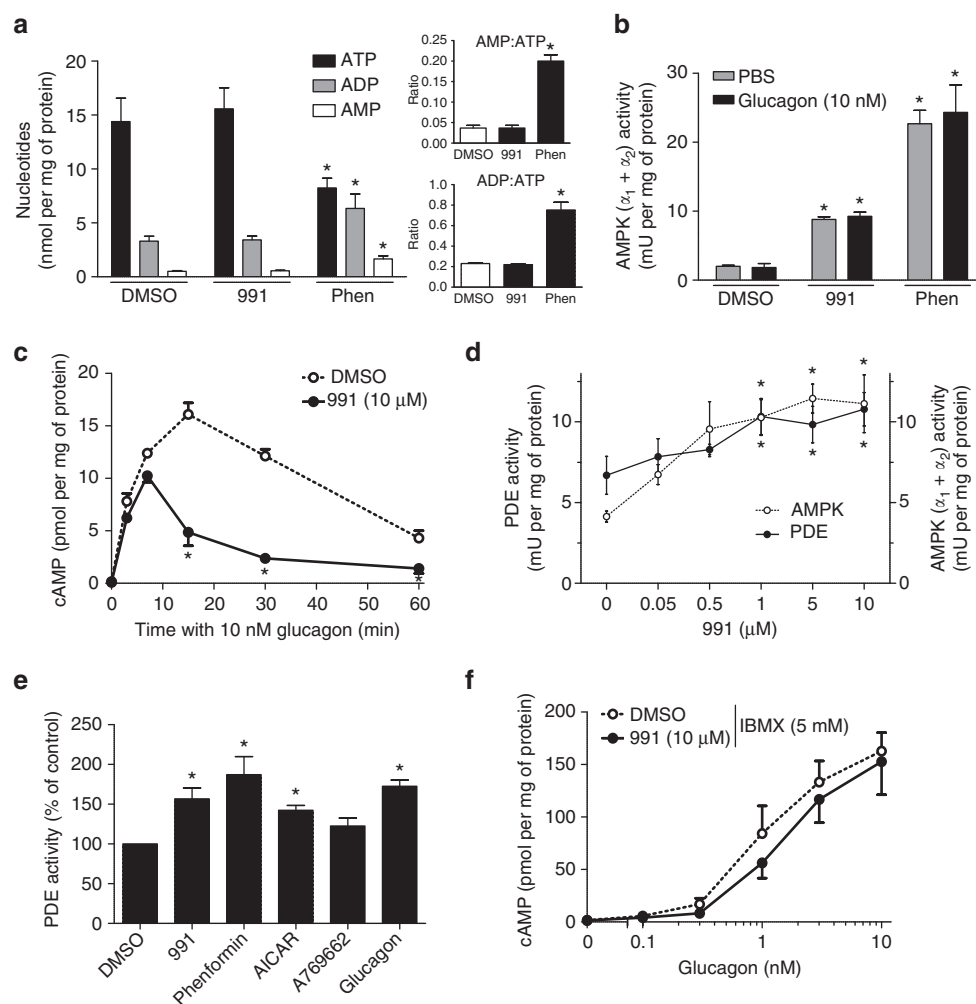 a
Nucleotides
(nmol per mg of protein)
20
15
10
5
0
ATP
ADP
AMP
*
*
*
DMSO
991
Phen
AMP:ATP
Ratio
0.25
0.20
0.15
0.10
0.05
0.00
*
DMSO 991 Phen
ADP:ATP
Ratio
1.0
0.8
0.6
0.4
0.2
0.0
*
DMSO 991 Phen
b
AMPK (α1 + α2) activity
(mU per mg of protein)
30
20
10
0
PBS
Glucagon (10 nM)
* *
* *
DMSO
991
Phen
c
cAMP (pmol per mg of protein)
20
15
10
5
0
DMSO
991 (10 μM)
*
*
*
0 10 20 30 40 50 60
Time with 10 nM glucagon (min)
d
PDE activity
(mU per mg of protein)
10
5
0
* * *
* * *
AMPK
PDE
10
5
0
AMPK (α1 + α2) activity
(mU per mg of protein)
0 0.05 0.5 1 5 10
991 (μM)
e
PDE activity (% of control)
250
200
150
100
50
0
* * * *
DMSO
991
Phenformin
AICAR
A769662
Glucagon
f
cAMP (pmol per mg of protein)
200
150
100
50
0
DMSO
991 (10 μM)
IBMX (5 mM)
0 0.1 1 10
Glucagon (nM)